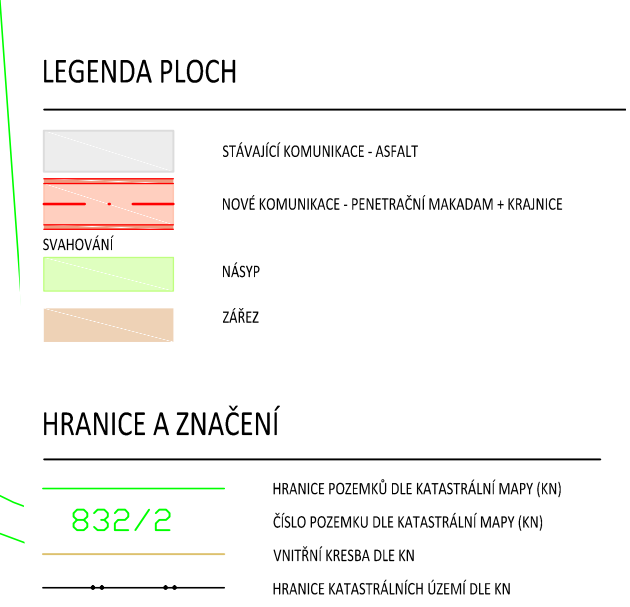 LEGENDA PLOCH
STÁVAJÍCÍ KOMUNIKACE - ASFALT
NOVÉ KOMUNIKACE - PENETRAČNÍ MAKADAM + KRAJNICE
SVAHOVÁNÍ
NÁSYP
ZÁŘEZ
HRANICE A ZNAČENÍ
HRANICE POZEMKŮ DLE KATASTRÁLNÍ MAPY (KN)
832/2 ČÍSLO POZEMKU DLE KATASTRÁLNÍ MAPY (KN)
VNITŘNÍ KRESBA DLE KN
HRANICE KATASTRÁLNÍCH ÚZEMÍ DLE KN